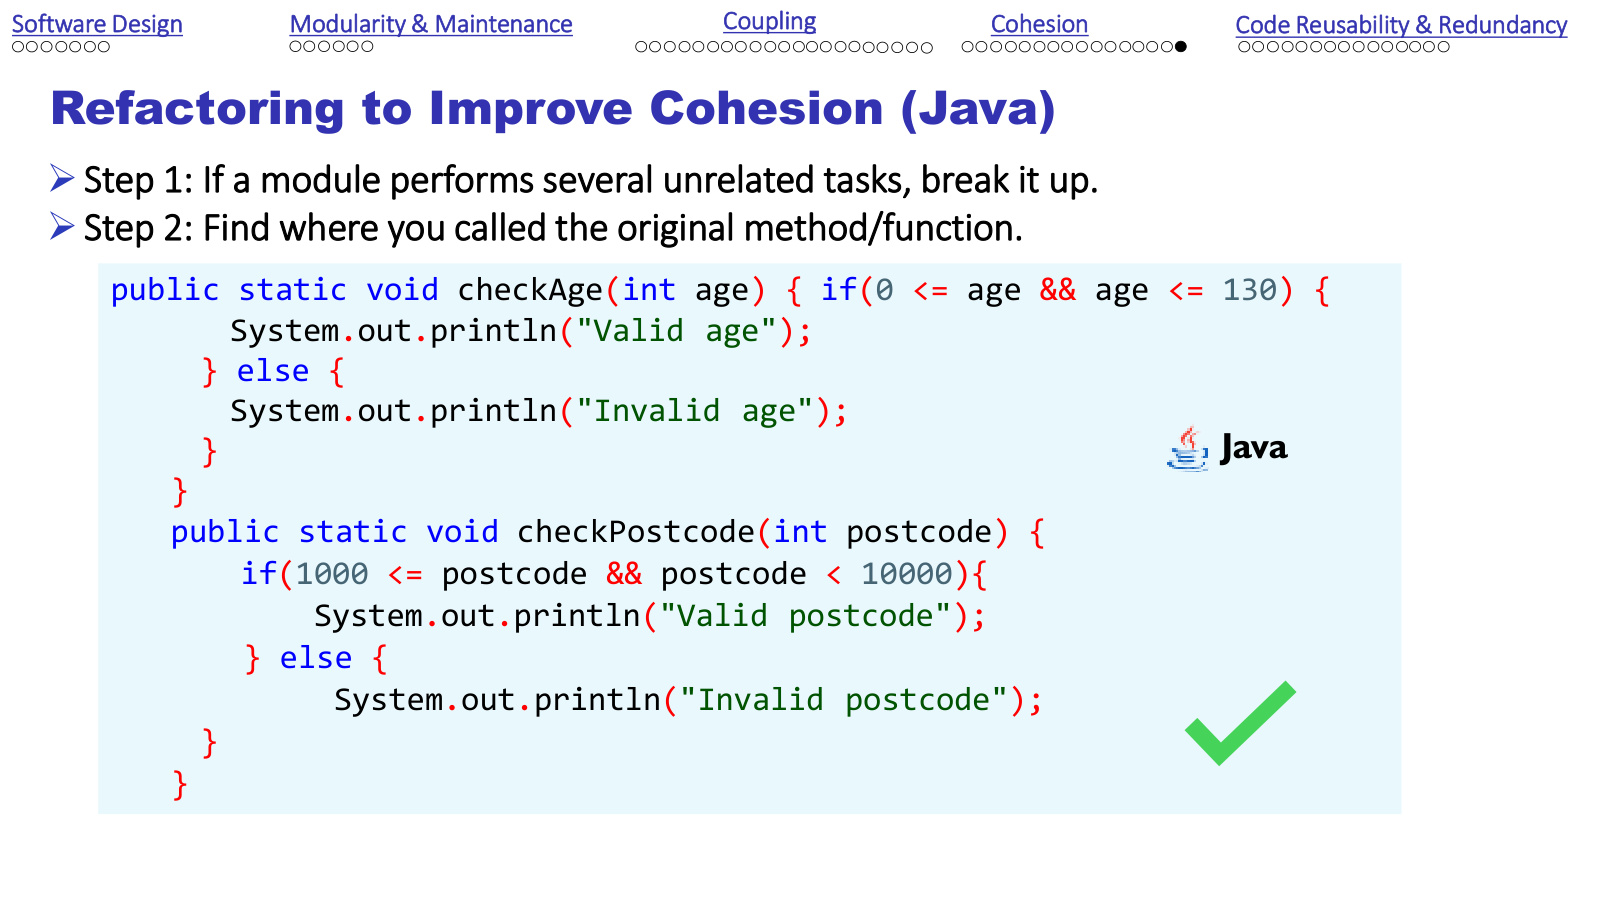 Software Design
Modularity & Maintenance
Coupling
Cohesion
Code Reusability & Redundancy
Refactoring to Improve Cohesion (Java)
Step 1: If a module performs several unrelated tasks, break it up.
Step 2: Find where you called the original method/function.
public static void checkAge(int age) { if(0 <= age && age <= 130) {
System.out.println("Valid age");
} else {
System.out.println("Invalid age");
}
Java
}
public static void checkPostcode(int postcode) {
if(1000 <= postcode && postcode < 10000){
System.out.println("Valid postcode");
} else {
System.out.println("Invalid postcode");
}
}